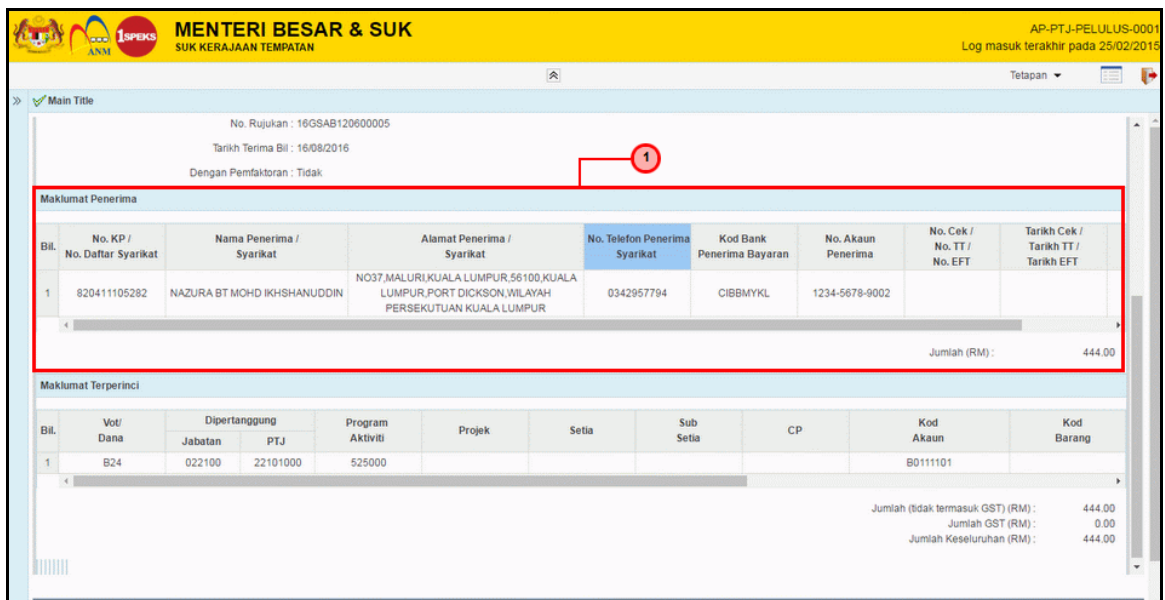 ANM
1SPEKS
MENTERI BESAR & SUK
SUK KERAJAAN TEMPATAN
AP-PTJ-PELULUS-0001
Log masuk terakhir pada 25/02/2015
Tetapan
Main Title
No. Rujukan : 16GSAB120600005
Tarikh Terima Bil : 16/08/2016
Dengan Pemfaktoran : Tidak
1
Maklumat Penerima
Bil.
No. KP /
No. Daftar Syarikat
Nama Penerima /
Syarikat
Alamat Penerima /
Syarikat
No. Telefon Penerima
Syarikat
Kod Bank
Penerima Bayaran
No. Akaun
Penerima
No. Cek /
No. TT /
No. EFT
Tarikh Cek /
Tarikh TT /
Tarikh EFT
1
820411105282
NAZURA BT MOHD IKHSHANUDDIN
NO37,MALURI,KUALA LUMPUR,56100,KUALA
LUMPUR,PORT DICKSON,WILAYAH
PERSEKUTUAN KUALA LUMPUR
0342957794
CIBBMYKL
1234-5678-9002
Jumlah (RM) : 444.00
Maklumat Terperinci
Bil.
Vot/
Dana
Dipertanggung
Jabatan
PTJ
Program
Aktiviti
Projek
Setia
Sub
Setia
CP
Kod
Akaun
Kod
Barang
1
B24
022100
22101000
525000
B0111101
Jumlah (tidak termasuk GST) (RM) : 444.00
Jumlah GST (RM) : 0.00
Jumlah Keseluruhan (RM) : 444.00